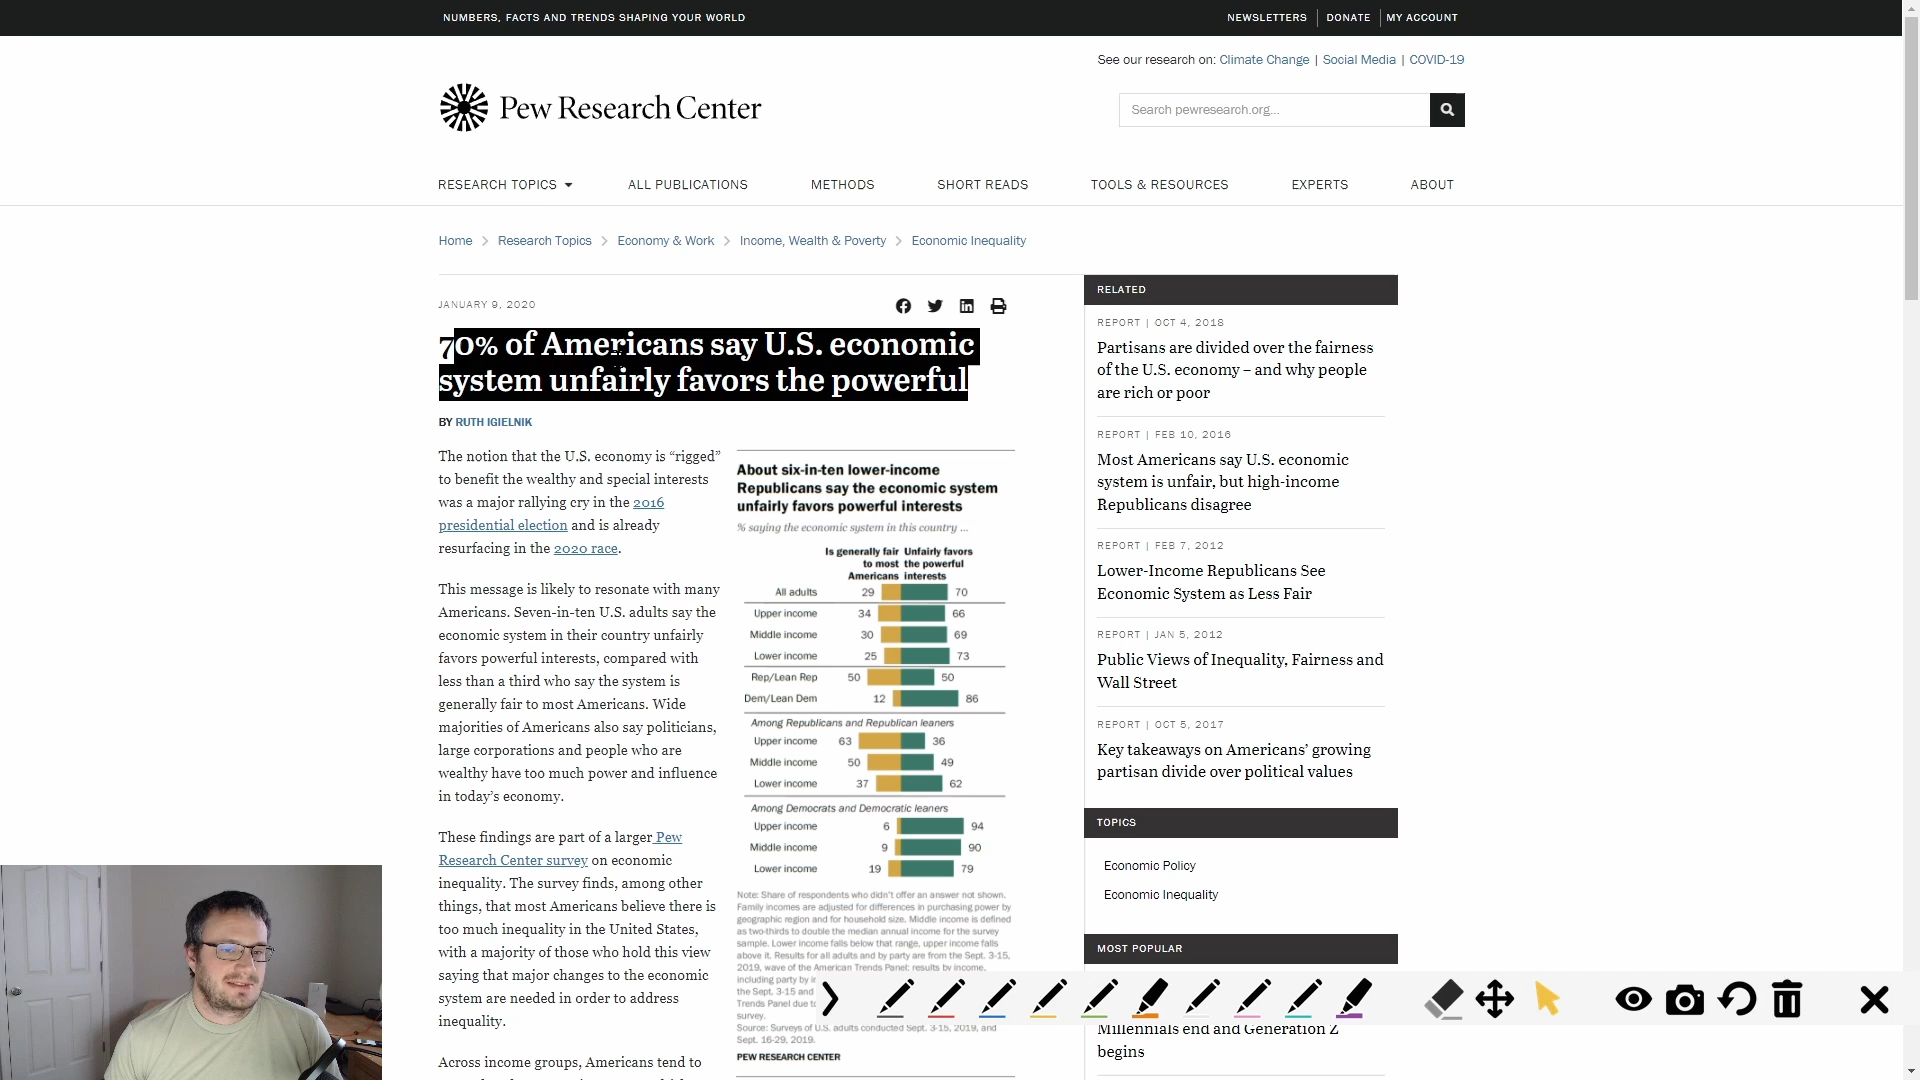 NUMBERS, FACTS AND TRENDS SHAPING YOUR WORLD
NEWSLETTERS | DONATE | MY ACCOUNT
See our research on: Climate Change | Social Media | COVID-19
Pew Research Center
Search pewresearch.org...
RESEARCH TOPICS
ALL PUBLICATIONS
METHODS
SHORT READS
TOOLS & RESOURCES
EXPERTS
ABOUT
Home > Research Topics > Economy & Work > Income, Wealth & Poverty > Economic Inequality
JANUARY 9, 2020
70% of Americans say U.S. economic
system unfairly favors the powerful
BY RUTH IGIELNIK
The notion that the U.S. economy is “rigged”
to benefit the wealthy and special interests
was a major rallying cry in the 2016
presidential election and is already
resurfacing in the 2020 race.
This message is likely to resonate with many
Americans. Seven-in-ten U.S. adults say the
economic system in their country unfairly
favors powerful interests, compared with
less than a third who say the system is
generally fair to most Americans. Wide
majorities of Americans also say politicians,
large corporations and people who are
wealthy have too much power and influence
in today’s economy.
These findings are part of a larger Pew
Research Center survey on economic
inequality. The survey finds, among other
things, that most Americans believe there is
too much inequality in the United States,
with a majority of those who hold this view
saying that major changes to the economic
system are needed in order to address
inequality.
Across income groups, Americans tend to
About six-in-ten lower-income
Republicans say the economic system
unfairly favors powerful interests
% saying the economic system in this country ...
Is generally fair Unfairly favors
to most the powerful
Americans interests
All adults 29 70
Upper income 34 66
Middle income 30 69
Lower income 25 73
Rep/Lean Rep 50 50
Dem/Lean Dem 12 86
Among Republicans and Republican leaners
Upper income 63 36
Middle income 50 49
Lower income 37 62
Among Democrats and Democratic leaners
Upper income 6 94
Middle income 9 90
Lower income 19 79
Note: Share of respondents who didn't offer an answer not shown.
Family incomes are adjusted for differences in purchasing power by
geographic region and for household size. Middle income is defined
as two-thirds to double the median annual income for the survey
sample. Lower income falls below that range, upper income falls
above it. Results for all adults and by party are from the Sept. 3-15,
2019, wave of the American Trends Panel; results by income,
including party by
the Sept. 3-15 and
Trends Panel due to
survey.
Source: Surveys of U.S. adults conducted Sept. 3-15, 2019, and
Sept. 16-29, 2019.
PEW RESEARCH CENTER
RELATED
REPORT | OCT 4, 2018
Partisans are divided over the fairness
of the U.S. economy – and why people
are rich or poor
REPORT | FEB 10, 2016
Most Americans say U.S. economic
system is unfair, but high-income
Republicans disagree
REPORT | FEB 7, 2012
Lower-Income Republicans See
Economic System as Less Fair
REPORT | JAN 5, 2012
Public Views of Inequality, Fairness and
Wall Street
REPORT | OCT 5, 2017
Key takeaways on Americans’ growing
partisan divide over political values
TOPICS
Economic Policy
Economic Inequality
MOST POPULAR
Millennials end and Generation Z
begins